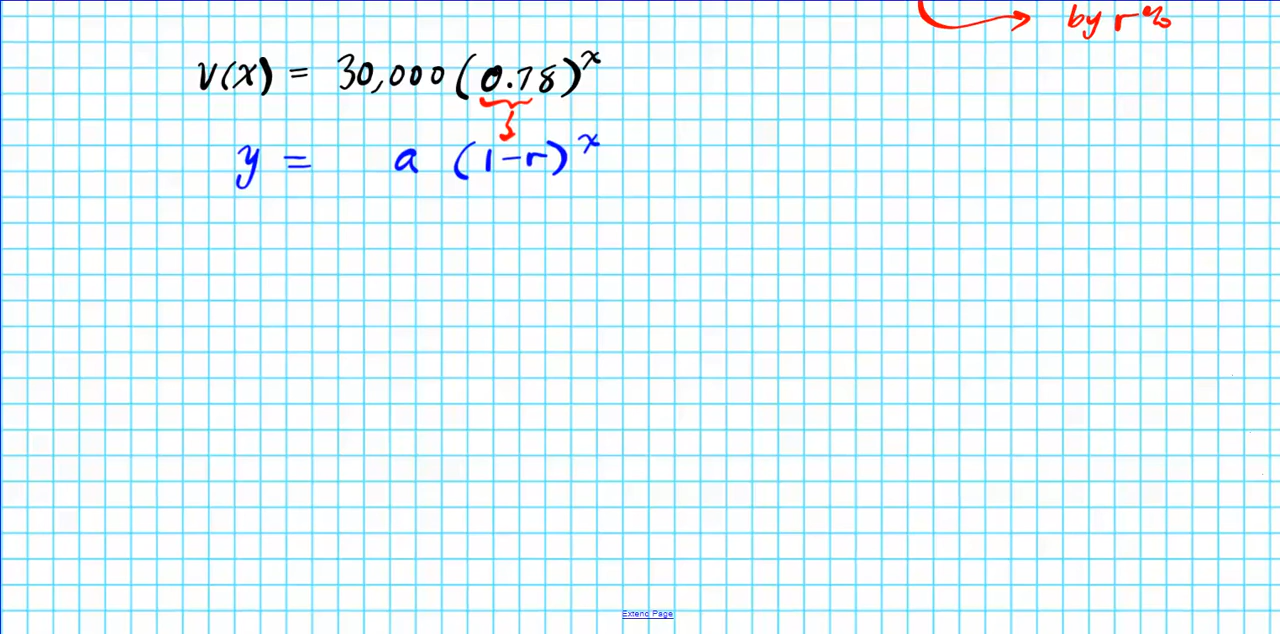 by r%
V(x) = 30,000(0.78)^x
y = a (1-r)^x
Extend Page